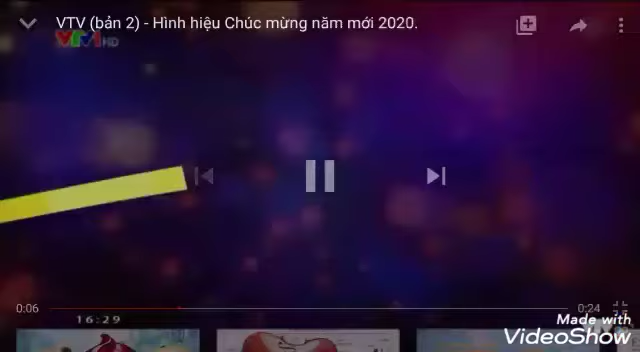 VTV (bản 2) - Hình hiệu Chúc mừng năm mới 2020.
VTV1 HD
0:06
0:24
16:29
Made with
VideoShow